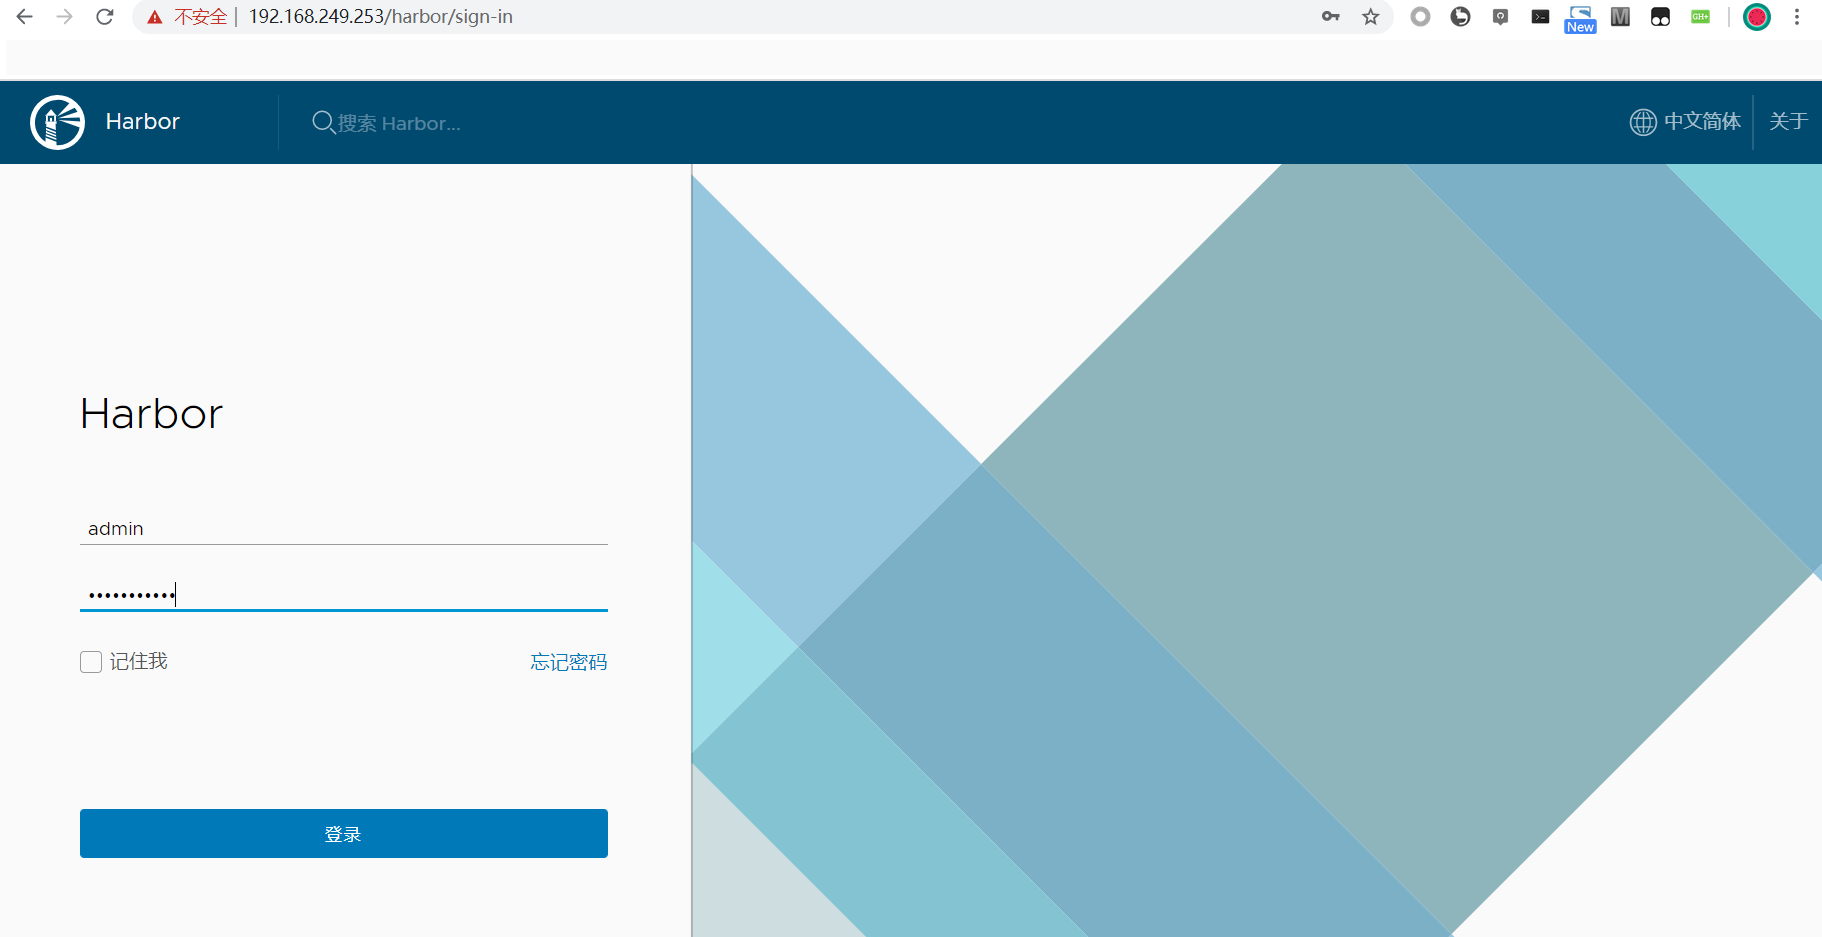 不安全 | 192.168.249.253/harbor/sign-in
New
GH+
Harbor
搜索 Harbor...
中文简体
关于
Harbor
admin
•••••••••••
记住我
忘记密码
登录